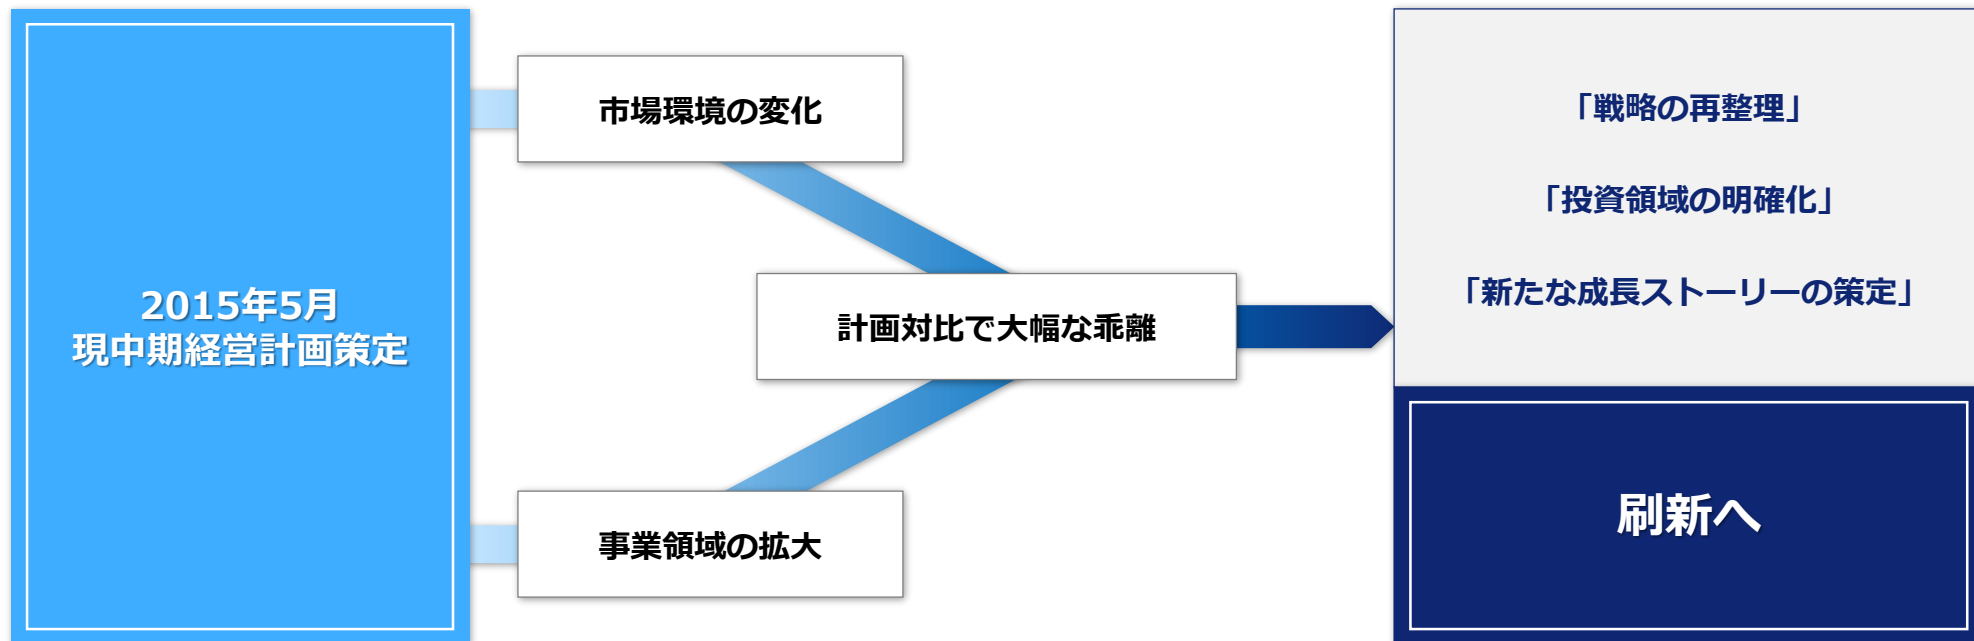 2015年5月
現中期経営計画策定
市場環境の変化
事業領域の拡大
計画対比で大幅な乖離
「戦略の再整理」
「投資領域の明確化」
「新たな成長ストーリーの策定」
刷新へ